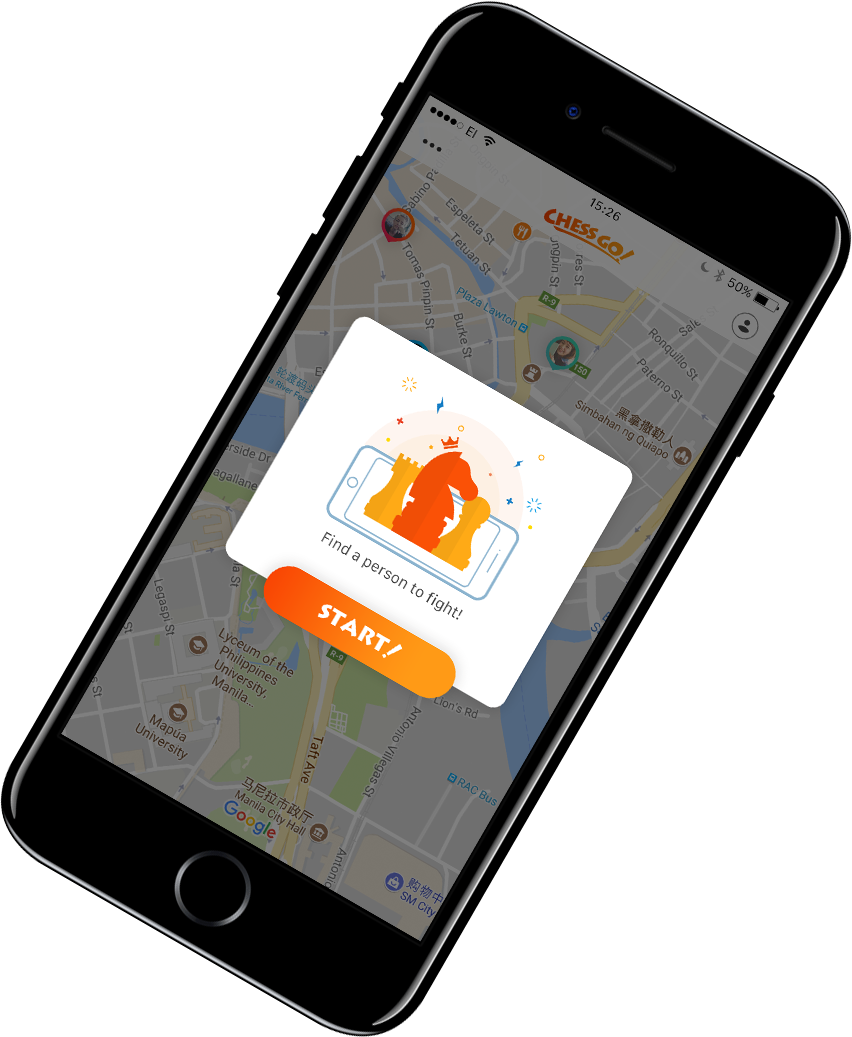 EI
15:26
50%
CHESS GO!
Espeleta St
Tetuan St
Tomas Pinpin St
Burke St
Plaza Lawton
R-9
Ronquillo St
Paterno St
150
黑拿撒勒人
Simbahan ng Quiapo
Find a person to fight!
START!
R-9
Legaspi St
Lyceum of the
Philippines
University,
Manila...
Mapúa
University
Lion's Rd
Antonio Villegas St
Taft Ave
RAC Bus
马尼拉市政厅
Manila City Hall
Google
Antonio
购物中
SM City